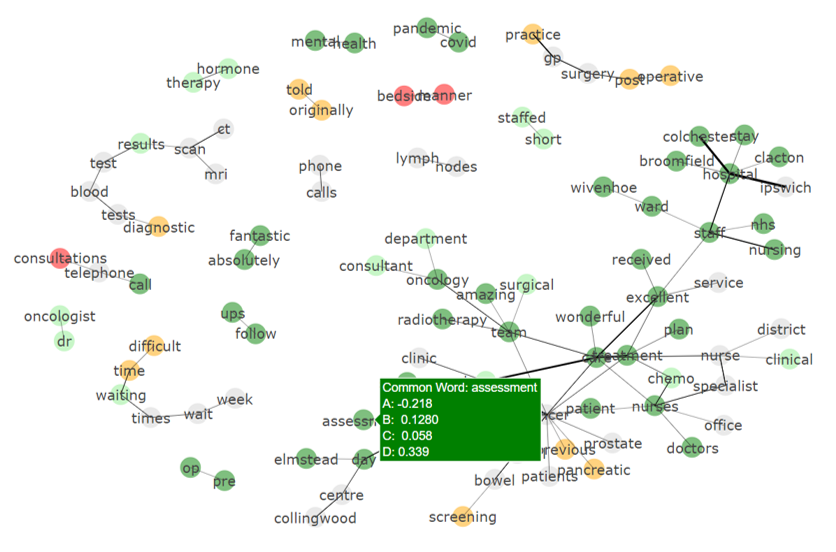 pandemic
covid
mental health
practice
gp
surgery
post operative
hormone
therapy
told
originally
bedside manner
staffed
short
ct
results
scan
test
mri
blood
tests
diagnostic
phone
calls
lymph nodes
colchester stay
broomfield
clacton
hospital
ipswich
wivenhoe
ward
staff
nhs
nursing
fantastic
absolutely
consultations
telephone
call
department
consultant
oncology
amazing
surgical
radiotherapy
team
received
excellent
service
wonderful
plan
oncologist
dr
ups
follow
treatment
nurse
district
clinical
difficult
time
waiting
times
wait
week
clinic
chemo
specialist
patient
nurses
office
doctors
Common Word: assessment
A: -0.218
B: 0.1280
C: 0.058
D: 0.339
elmstead day
pancreatic
patients
bowel
centre
collingwood
screening
op
pre